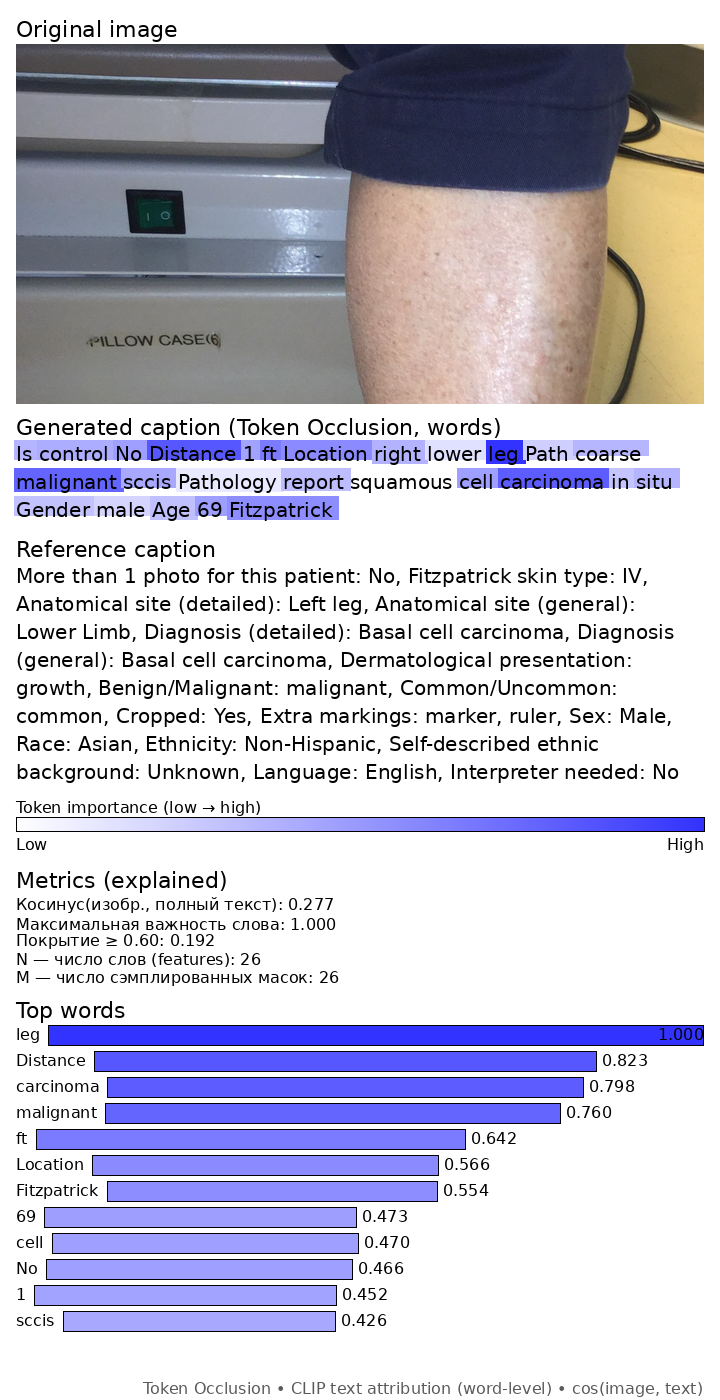 Original image
I O
PILLOW CASE(6)
Generated caption (Token Occlusion, words)
Is control No Distance 1 ft Location right lower leg Path coarse
malignant sccis Pathology report squamous cell carcinoma in situ
Gender male Age 69 Fitzpatrick
Reference caption
More than 1 photo for this patient: No, Fitzpatrick skin type: IV,
Anatomical site (detailed): Left leg, Anatomical site (general):
Lower Limb, Diagnosis (detailed): Basal cell carcinoma, Diagnosis
(general): Basal cell carcinoma, Dermatological presentation:
growth, Benign/Malignant: malignant, Common/Uncommon:
common, Cropped: Yes, Extra markings: marker, ruler, Sex: Male,
Race: Asian, Ethnicity: Non-Hispanic, Self-described ethnic
background: Unknown, Language: English, Interpreter needed: No
Token importance (low → high)
Low High
Metrics (explained)
Косинус(изобр., полный текст): 0.277
Максимальная важность слова: 1.000
Покрытие ≥ 0.60: 0.192
N — число слов (features): 26
M — число сэмплированных масок: 26
Top words
leg 1.000
Distance 0.823
carcinoma 0.798
malignant 0.760
ft 0.642
Location 0.566
Fitzpatrick 0.554
69 0.473
cell 0.470
No 0.466
1 0.452
sccis 0.426
Token Occlusion • CLIP text attribution (word-level) • cos(image, text)